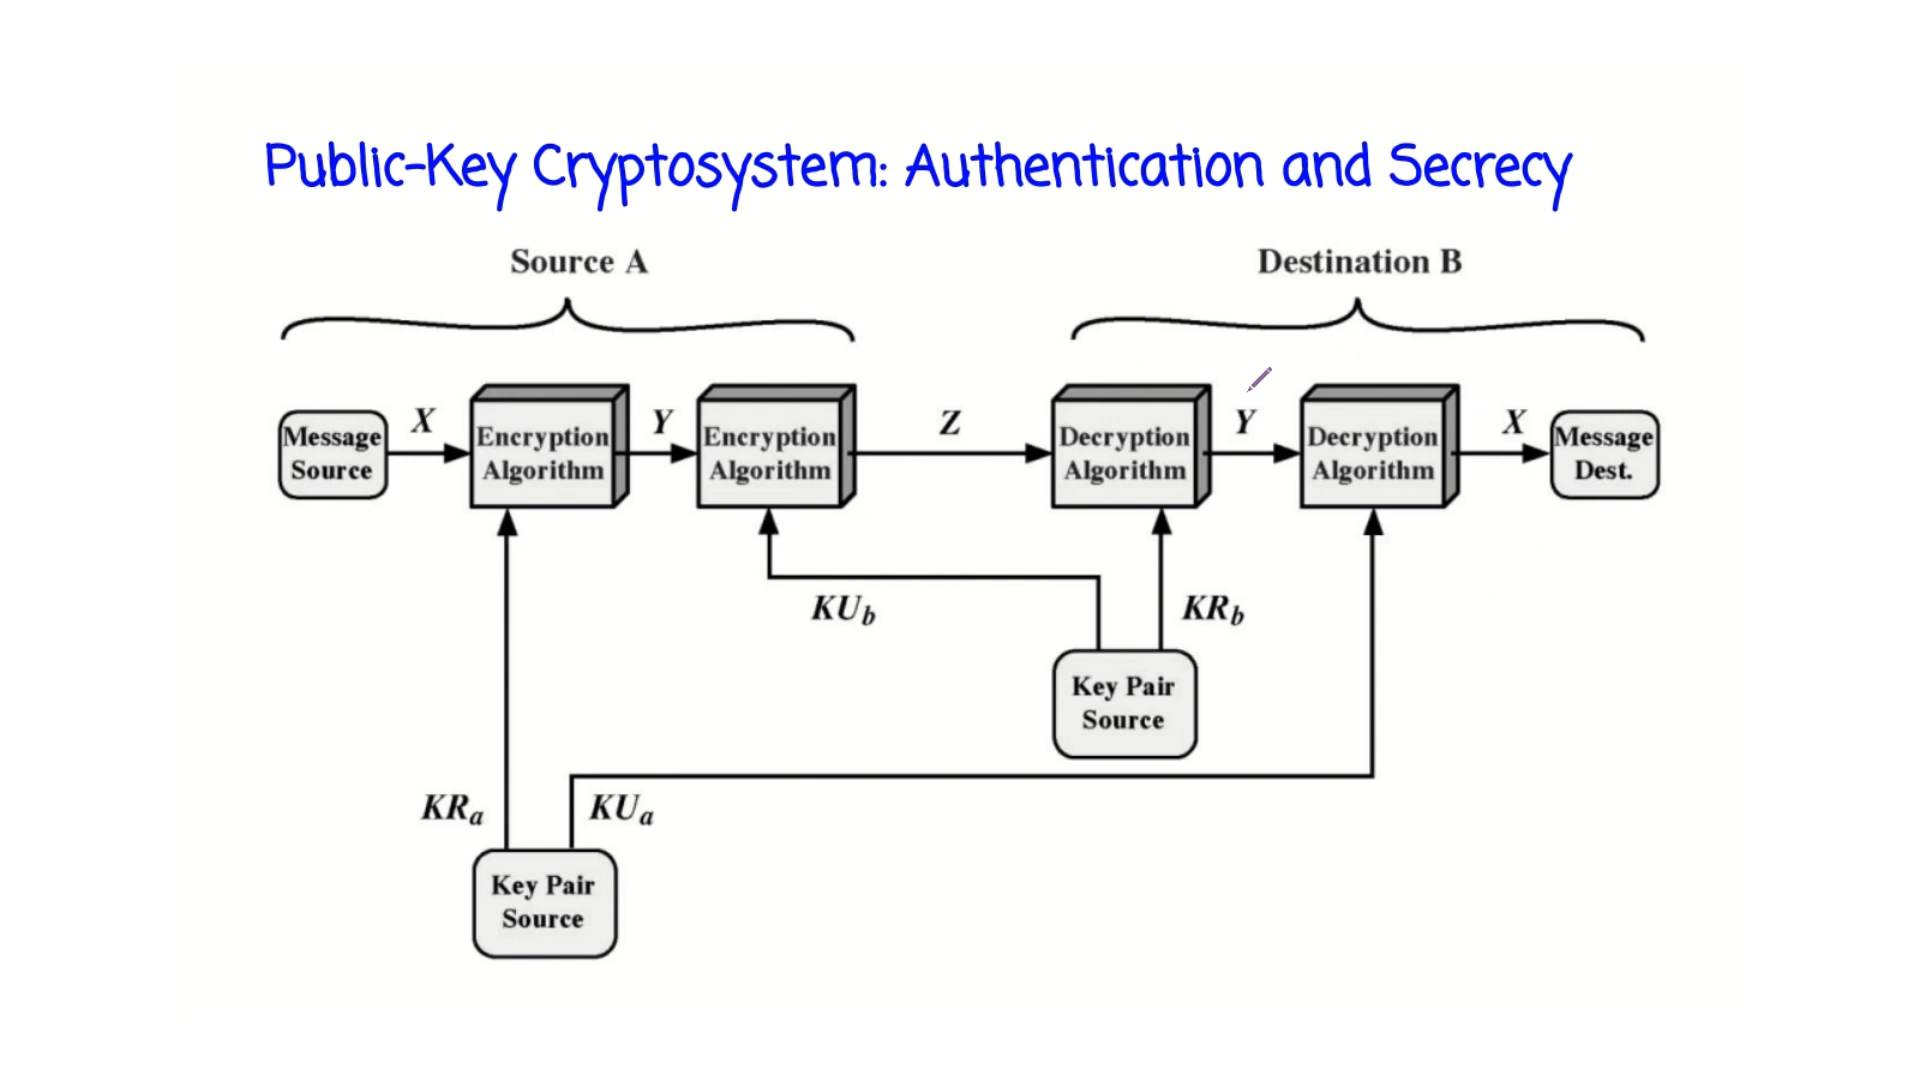 Public-Key Cryptosystem: Authentication and Secrecy
Source A
Destination B
Message
Source
X
Encryption
Algorithm
Y
Encryption
Algorithm
Z
Decryption
Algorithm
Y
Decryption
Algorithm
X
Message
Dest.
KUb
KRb
Key Pair
Source
KRa
KUa
Key Pair
Source